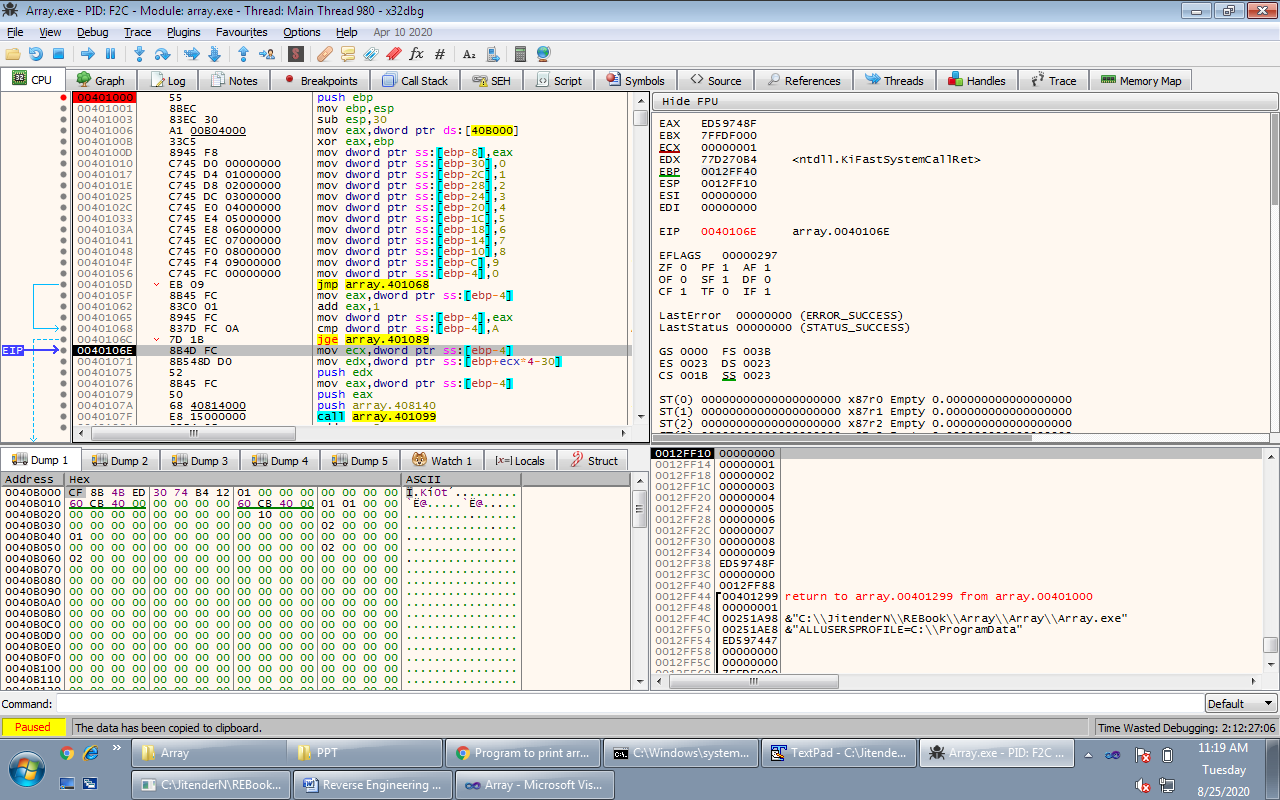 Array.exe - PID: F2C - Module: array.exe - Thread: Main Thread 980 - x32dbg
File View Debug Trace Plugins Favourites Options Help Apr 10 2020
CPU Graph Log Notes Breakpoints Call Stack SEH Script Symbols Source References Threads Handles Trace Memory Map
00401000 55 push ebp
00401001 8BEC mov ebp,esp
00401003 83EC 30 sub esp,30
00401006 A1 00B04000 mov eax,dword ptr ds:[40B000]
0040100B 33C5 xor eax,ebp
0040100D 8945 F8 mov dword ptr ss:[ebp-8],eax
00401010 C745 D0 00000000 mov dword ptr ss:[ebp-30],0
00401017 C745 D4 01000000 mov dword ptr ss:[ebp-2C],1
0040101E C745 D8 02000000 mov dword ptr ss:[ebp-28],2
00401025 C745 DC 03000000 mov dword ptr ss:[ebp-24],3
0040102C C745 E0 04000000 mov dword ptr ss:[ebp-20],4
00401033 C745 E4 05000000 mov dword ptr ss:[ebp-1C],5
0040103A C745 E8 06000000 mov dword ptr ss:[ebp-18],6
00401041 C745 EC 07000000 mov dword ptr ss:[ebp-14],7
00401048 C745 F0 08000000 mov dword ptr ss:[ebp-10],8
0040104F C745 F4 09000000 mov dword ptr ss:[ebp-C],9
00401056 C745 FC 00000000 mov dword ptr ss:[ebp-4],0
0040105D EB 09 jmp array.401068
0040105F 8B45 FC mov eax,dword ptr ss:[ebp-4]
00401062 83C0 01 add eax,1
00401065 8945 FC mov dword ptr ss:[ebp-4],eax
00401068 837D FC 0A cmp dword ptr ss:[ebp-4],A
0040106C 7D 1B jge array.401089
EIP 0040106E 8B4D FC mov ecx,dword ptr ss:[ebp-4]
00401071 8B548D D0 mov edx,dword ptr ss:[ebp+ecx*4-30]
00401075 52 push edx
00401076 8B45 FC mov eax,dword ptr ss:[ebp-4]
00401079 50 push eax
0040107A 68 40814000 push array.408140
0040107F E8 15000000 call array.401099
Hide FPU
EAX ED59748F
EBX 7FFDF000
ECX 00000001
EDX 77D270B4 <ntdll.KiFastSystemCallRet>
EBP 0012FF40
ESP 0012FF10
ESI 00000000
EDI 00000000
EIP 0040106E array.0040106E
EFLAGS 00000297
ZF 0 PF 1 AF 1
OF 0 SF 1 DF 0
CF 1 TF 0 IF 1
LastError 00000000 (ERROR_SUCCESS)
LastStatus 00000000 (STATUS_SUCCESS)
GS 0000 FS 003B
ES 0023 DS 0023
CS 001B SS 0023
ST(0) 00000000000000000000 x87r0 Empty 0.000000000000000000
ST(1) 00000000000000000000 x87r1 Empty 0.000000000000000000
ST(2) 00000000000000000000 x87r2 Empty 0.000000000000000000
Dump 1 Dump 2 Dump 3 Dump 4 Dump 5 Watch 1 Locals Struct
Address Hex ASCII
0040B000 CF 8B 4B ED 30 74 B4 12 01 00 00 00 00 00 00 00 Ï.Kí0t´.........
0040B010 60 CB 40 00 00 00 00 00 60 CB 40 00 01 01 00 00 `Ë@.....`Ë@.....
0040B020 00 00 00 00 00 00 00 00 00 10 00 00 00 00 00 00 ................
0040B030 00 00 00 00 00 00 00 00 00 00 00 00 02 00 00 00 ................
0040B040 01 00 00 00 00 00 00 00 00 00 00 00 00 00 00 00 ................
0040B050 00 00 00 00 00 00 00 00 00 00 00 00 02 00 00 00 ................
0040B060 02 00 00 00 00 00 00 00 00 00 00 00 00 00 00 00 ................
0040B070 00 00 00 00 00 00 00 00 00 00 00 00 00 00 00 00 ................
0040B080 00 00 00 00 00 00 00 00 00 00 00 00 00 00 00 00 ................
0040B090 00 00 00 00 00 00 00 00 00 00 00 00 00 00 00 00 ................
0040B0A0 00 00 00 00 00 00 00 00 00 00 00 00 00 00 00 00 ................
0040B0B0 00 00 00 00 00 00 00 00 00 00 00 00 00 00 00 00 ................
0040B0C0 00 00 00 00 00 00 00 00 00 00 00 00 00 00 00 00 ................
0040B0D0 00 00 00 00 00 00 00 00 00 00 00 00 00 00 00 00 ................
0040B0E0 00 00 00 00 00 00 00 00 00 00 00 00 00 00 00 00 ................
0040B0F0 00 00 00 00 00 00 00 00 00 00 00 00 00 00 00 00 ................
0040B100 00 00 00 00 00 00 00 00 00 00 00 00 00 00 00 00 ................
0040B110 00 00 00 00 00 00 00 00 00 00 00 00 00 00 00 00 ................
0012FF10 00000000
0012FF14 00000001
0012FF18 00000002
0012FF1C 00000003
0012FF20 00000004
0012FF24 00000005
0012FF28 00000006
0012FF2C 00000007
0012FF30 00000008
0012FF34 00000009
0012FF38 ED59748F
0012FF3C 00000000
0012FF40 0012FF88
0012FF44 00401299 return to array.00401299 from array.00401000
0012FF48 00000001
0012FF4C 00251A98 &"C:\\JitenderN\\REBook\\Array\\Array\\Array.exe"
0012FF50 00251AE8 &"ALLUSERSPROFILE=C:\\ProgramData"
0012FF54 ED597447
0012FF58 00000000
0012FF5C 00000000
Command: Default
Paused The data has been copied to clipboard. Time Wasted Debugging: 2:12:27:06
Array PPT Program to print arr... C:\Windows\system... TextPad - C:\Jitende... Array.exe - PID: F2C ...
C:\JitenderN\REBook... Reverse Engineering ... Array - Microsoft Vis...
11:19 AM
Tuesday
8/25/2020